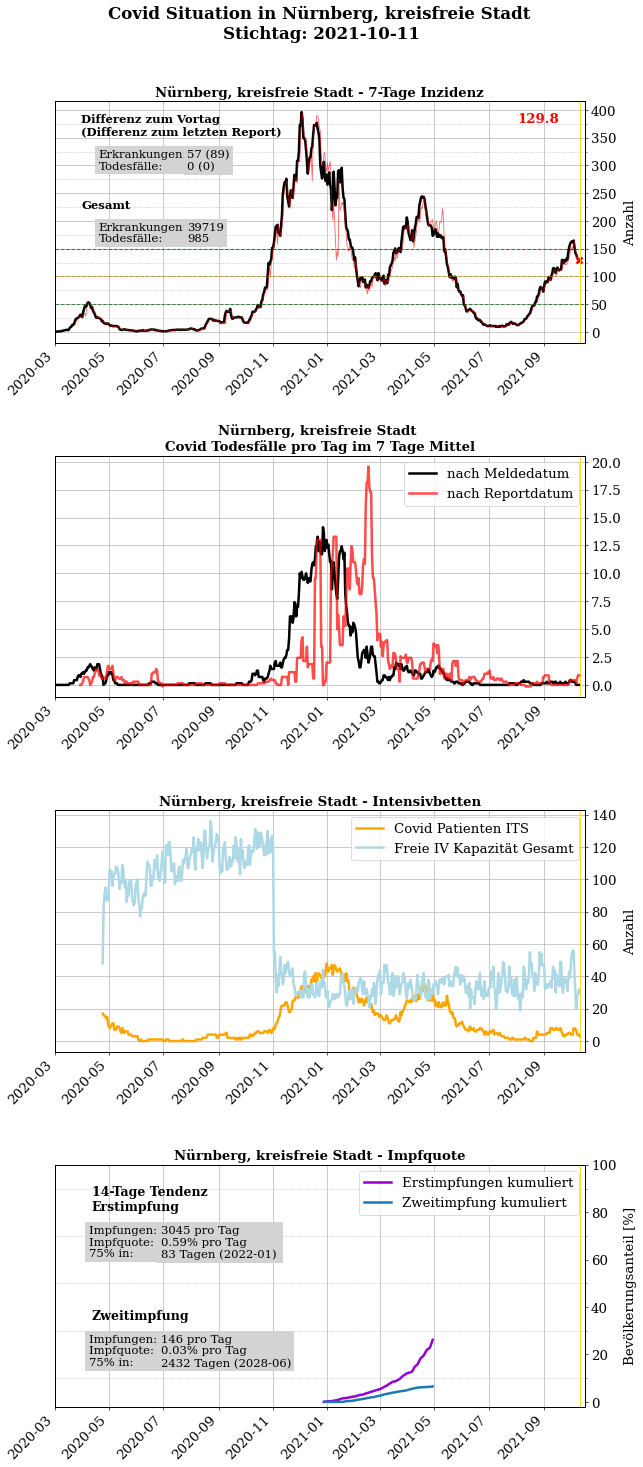 Covid Situation in Nürnberg, kreisfreie Stadt
Stichtag: 2021-10-11
Nürnberg, kreisfreie Stadt - 7-Tage Inzidenz
Differenz zum Vortag
(Differenz zum letzten Report)
Erkrankungen 57 (89)
Todesfälle: 0 (0)
Gesamt
Erkrankungen 39719
Todesfälle: 985
129.8
400
350
300
250
200
150
100
50
0
Anzahl
2020-03 2020-05 2020-07 2020-09 2020-11 2021-01 2021-03 2021-05 2021-07 2021-09
Nürnberg, kreisfreie Stadt
Covid Todesfälle pro Tag im 7 Tage Mittel
nach Meldedatum
nach Reportdatum
20.0
17.5
15.0
12.5
10.0
7.5
5.0
2.5
0.0
2020-03 2020-05 2020-07 2020-09 2020-11 2021-01 2021-03 2021-05 2021-07 2021-09
Nürnberg, kreisfreie Stadt - Intensivbetten
Covid Patienten ITS
Freie IV Kapazität Gesamt
140
120
100
80
60
40
20
0
Anzahl
2020-03 2020-05 2020-07 2020-09 2020-11 2021-01 2021-03 2021-05 2021-07 2021-09
Nürnberg, kreisfreie Stadt - Impfquote
14-Tage Tendenz
Erstimpfung
Impfungen: 3045 pro Tag
Impfquote: 0.59% pro Tag
75% in: 83 Tagen (2022-01)
Zweitimpfung
Impfungen: 146 pro Tag
Impfquote: 0.03% pro Tag
75% in: 2432 Tagen (2028-06)
Erstimpfungen kumuliert
Zweitimpfung kumuliert
100
80
60
40
20
0
Bevölkerungsanteil [%]
2020-03 2020-05 2020-07 2020-09 2020-11 2021-01 2021-03 2021-05 2021-07 2021-09